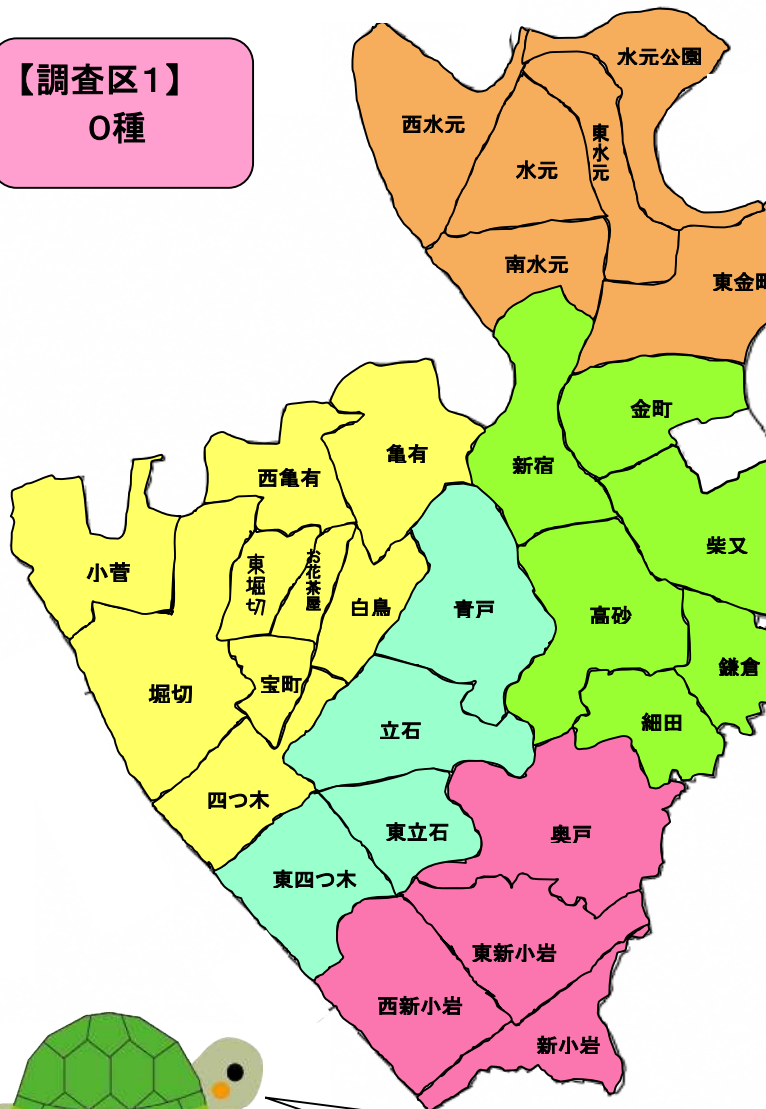 【調査区１】
０種
水元公園
西水元
東水元
水元
南水元
東金町
金町
亀有
新宿
西亀有
柴又
小菅
東堀切
お花茶屋
白鳥
青戸
高砂
鎌倉
堀切
宝町
細田
立石
四つ木
東立石
奥戸
東四つ木
東新小岩
西新小岩
新小岩